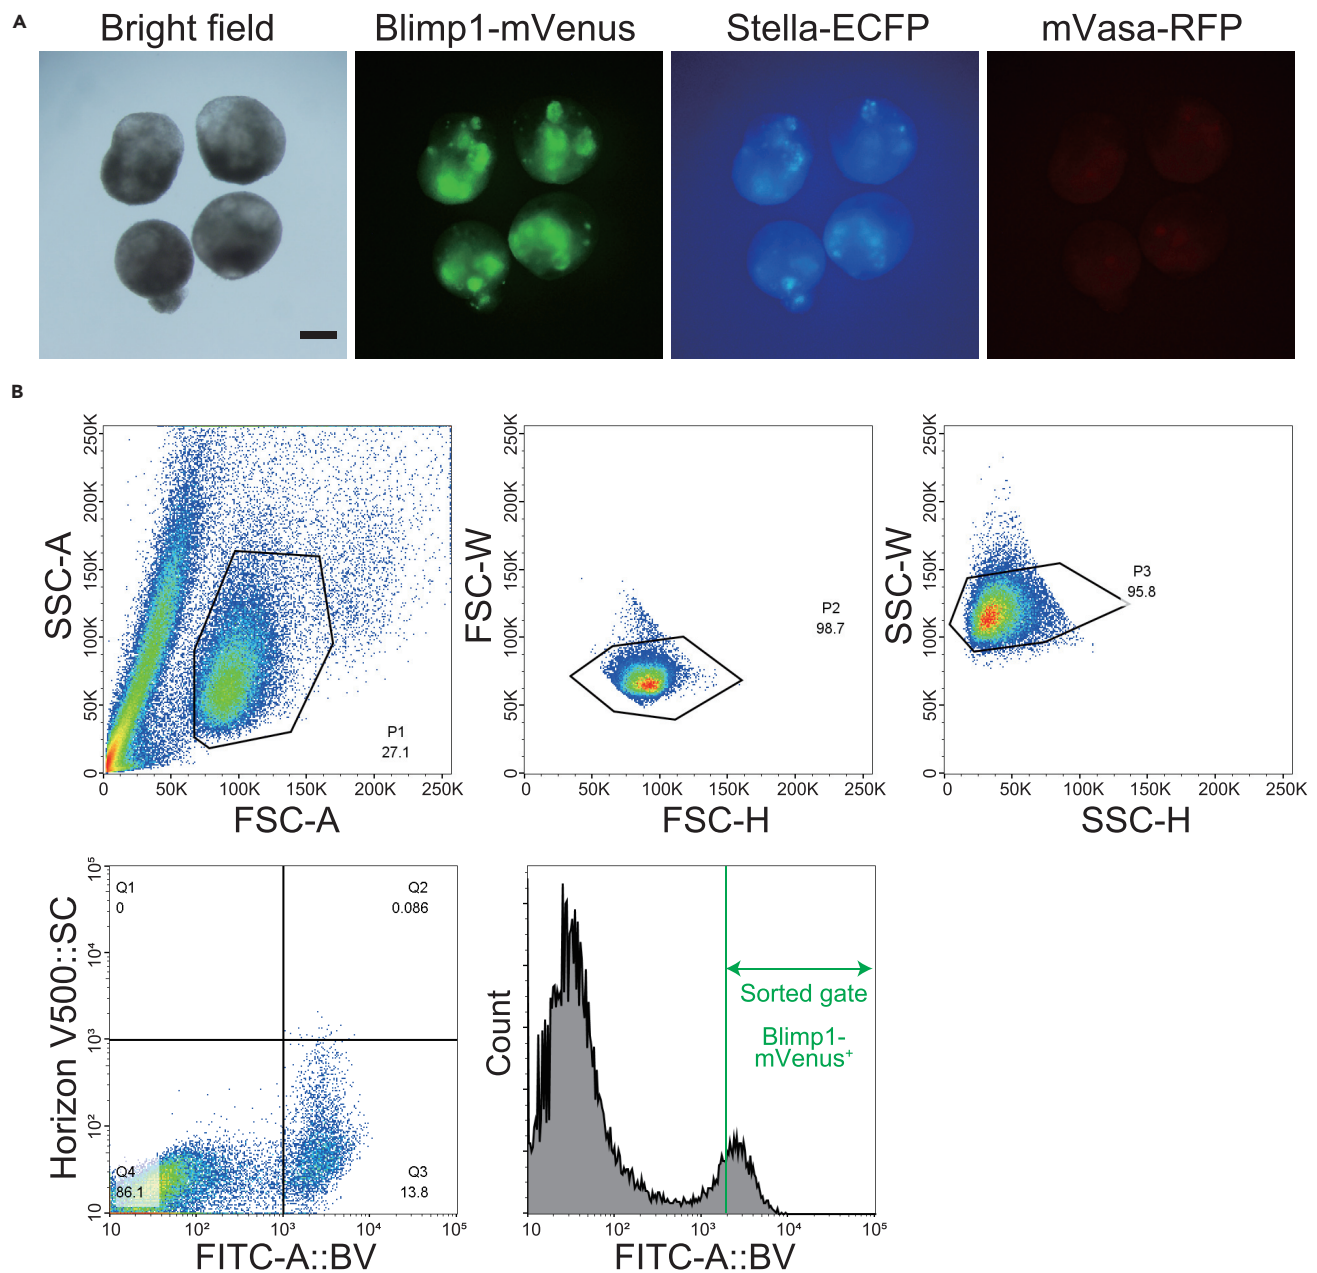 A
Bright field
Blimp1-mVenus
Stella-ECFP
mVasa-RFP
B
SSC-A
250K
200K
150K
100K
50K
0
P1
27.1
0 50K 100K 150K 200K 250K
FSC-A
FSC-W
250K
200K
150K
100K
50K
0
P2
98.7
0 50K 100K 150K 200K 250K
FSC-H
SSC-W
250K
200K
150K
100K
50K
0
P3
95.8
0 50K 100K 150K 200K 250K
SSC-H
Horizon V500::SC
10⁵
10⁴
10³
10²
10
Q1
0
Q2
0.086
Q4
86.1
Q3
13.8
10 10² 10³ 10⁴ 10⁵
FITC-A::BV
Count
Sorted gate
Blimp1-
mVenus⁺
10 10² 10³ 10⁴ 10⁵
FITC-A::BV